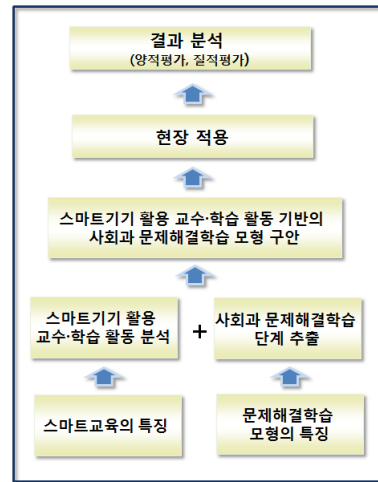 결과 분석
(양적평가, 질적평가)
현장 적용
스마트기기 활용 교수·학습 활동 기반의
사회과 문제해결학습 모형 구안
스마트기기 활용
교수·학습 활동 분석
+
사회과 문제해결학습
단계 추출
스마트교육의 특징
문제해결학습
모형의 특징